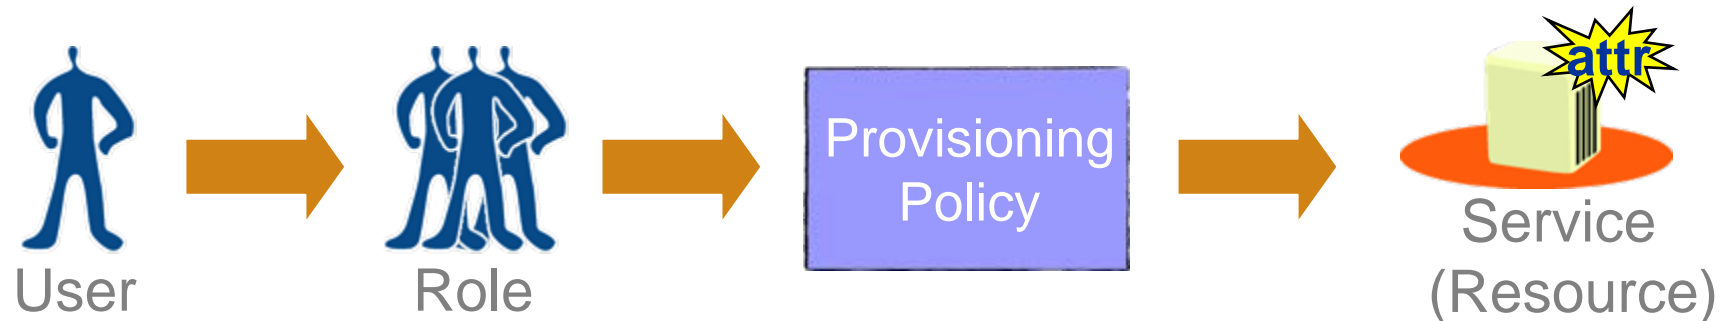 User
Role
Provisioning
Policy
attr
Service
(Resource)